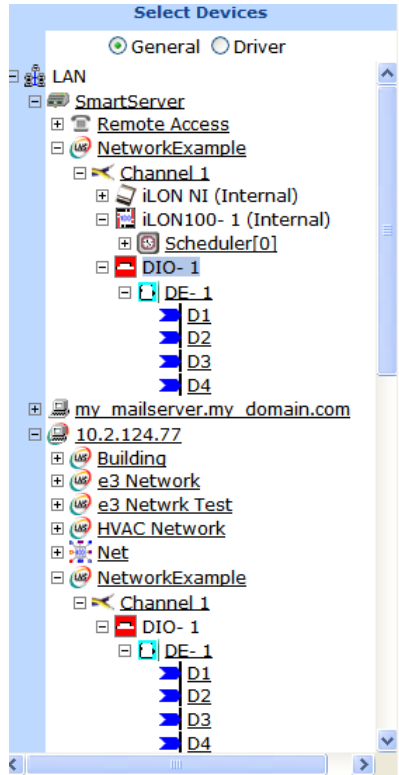 Select Devices
General Driver
LAN
SmartServer
Remote Access
NetworkExample
Channel 1
iLON NI (Internal)
iLON100- 1 (Internal)
Scheduler[0]
DIO- 1
DE- 1
D1
D2
D3
D4
my_mailserver.my_domain.com
10.2.124.77
Building
e3 Network
e3 Netwrk Test
HVAC Network
Net
NetworkExample
Channel 1
DIO- 1
DE- 1
D1
D2
D3
D4